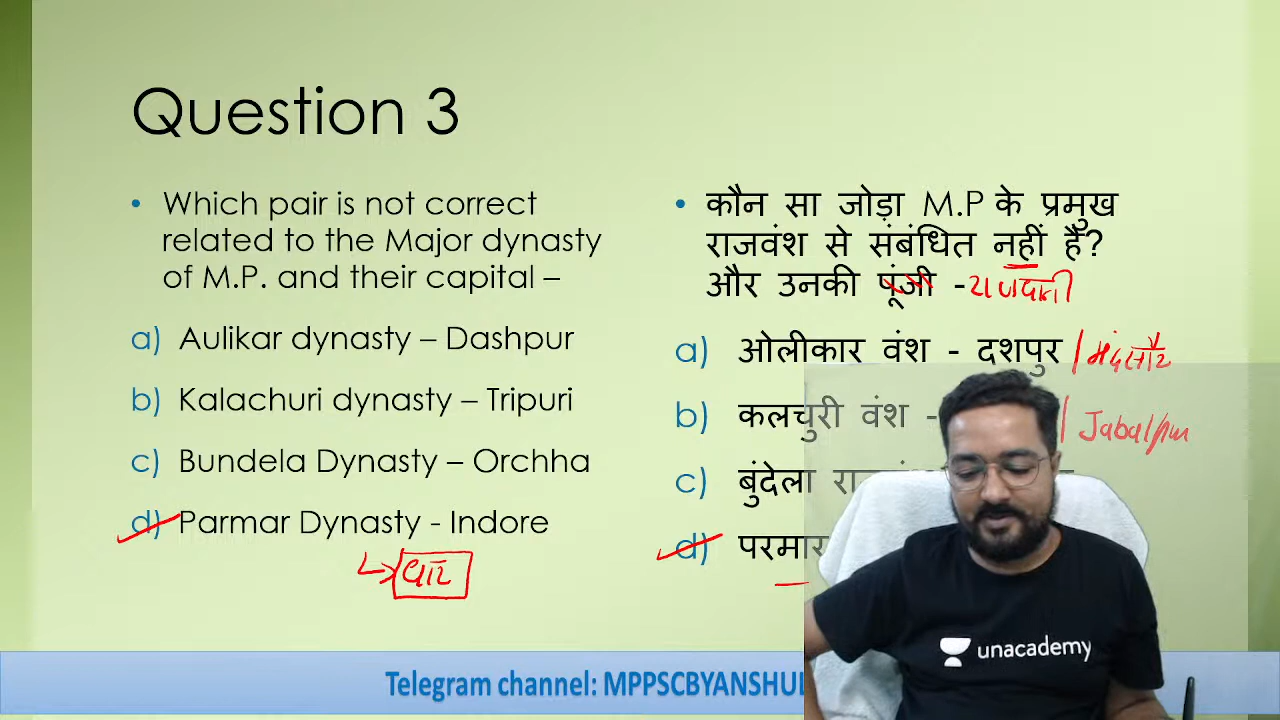 Question 3
• Which pair is not correct
related to the Major dynasty
of M.P. and their capital –
a) Aulikar dynasty – Dashpur
b) Kalachuri dynasty – Tripuri
c) Bundela Dynasty – Orchha
d) Parmar Dynasty - Indore
धार
• कौन सा जोड़ा M.P के प्रमुख
राजवंश से संबंधित नहीं है?
और उनकी पूंजी - राजधानी
a) ओलीकार वंश - दशपुर / मंदसौर
b) कलचुरी वंश - / Jabalpur
c) बुंदेला
d) परमार
unacademy
Telegram channel: MPPSCBYANSHUL